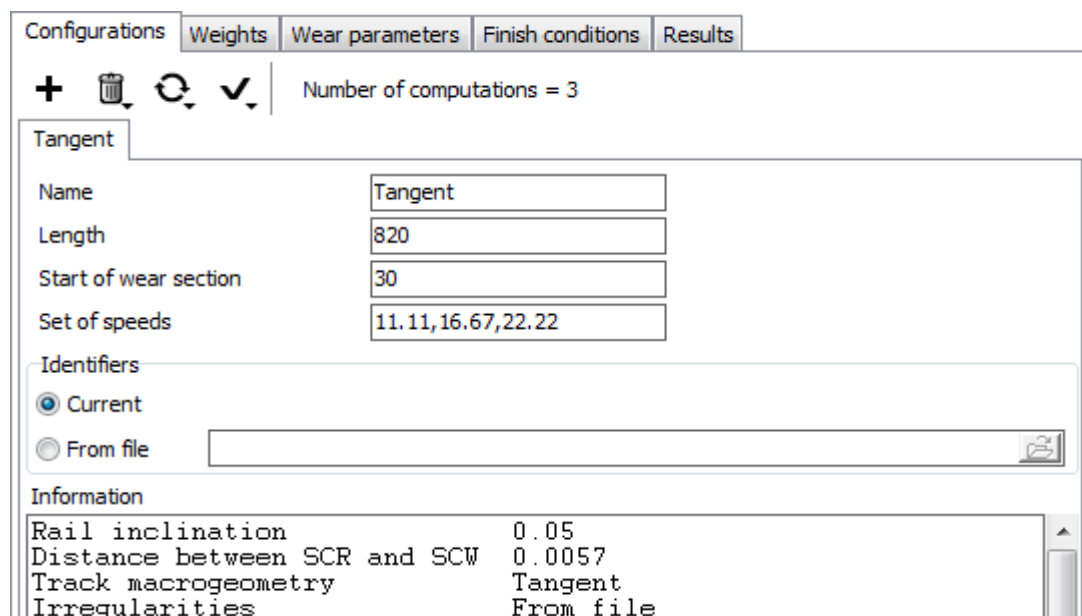 Configurations Weights Wear parameters Finish conditions Results
Number of computations = 3
Tangent
Name Tangent
Length 820
Start of wear section 30
Set of speeds 11.11,16.67,22.22
Identifiers
Current
From file
Information
Rail inclination 0.05
Distance between SCR and SCW 0.0057
Track macrogeometry Tangent
Irregularities From file